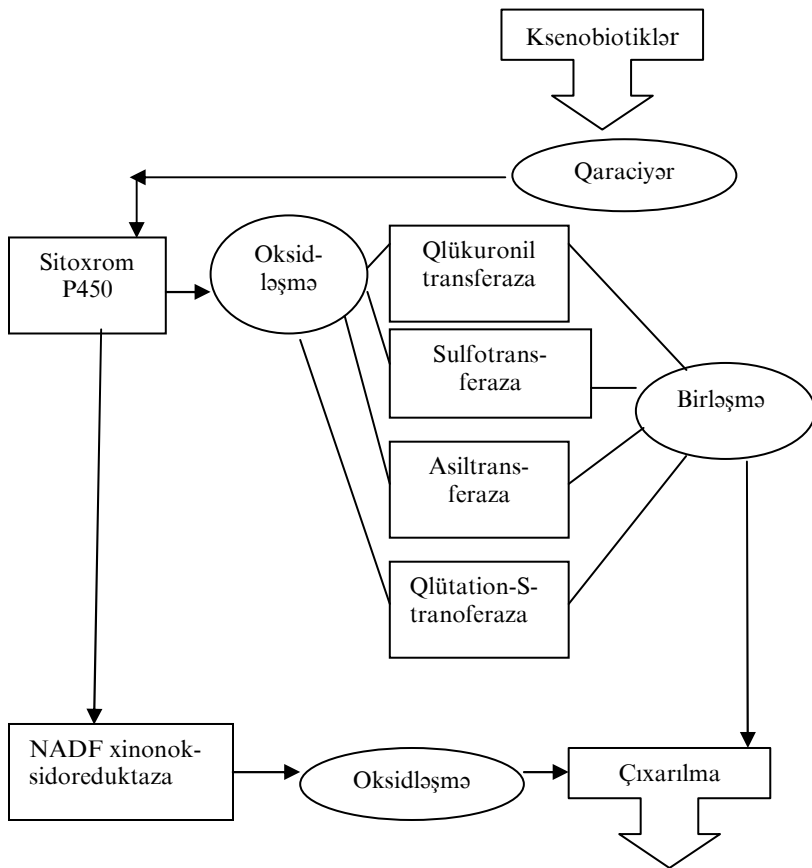 Ksenobiotiklər
Qaraciyər
Sitoxrom
P450
Oksid-
ləşmə
Qlükuronil
transferaza
Sulfotrans-
feraza
Asiltrans-
feraza
Qlütation-S-
tranoferaza
Birləşmə
NADF xinonok-
sidoreduktaza
Oksidləşmə
Çıxarılma